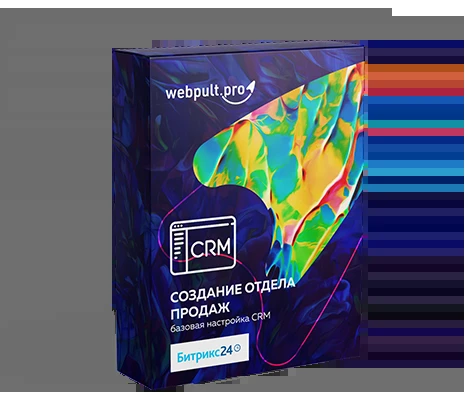 webpult.pro
CRM
СОЗДАНИЕ ОТДЕЛА
ПРОДАЖ
базовая настройка CRM
Битрикс24